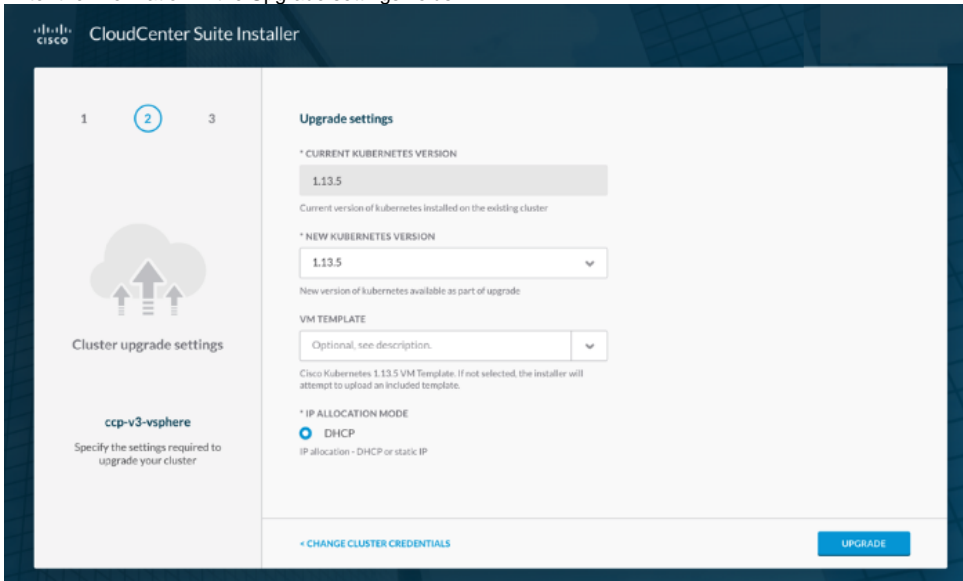 CISCO
CloudCenter Suite Installer
1 2 3
Cluster upgrade settings
ccp-v3-vsphere
Specify the settings required to
upgrade your cluster
Upgrade settings
* CURRENT KUBERNETES VERSION
1.13.5
Current version of kubernetes installed on the existing cluster
* NEW KUBERNETES VERSION
1.13.5
New version of kubernetes available as part of upgrade
VM TEMPLATE
Optional, see description.
Cisco Kubernetes 1.13.5 VM Template. If not selected, the installer will
attempt to upload an included template.
* IP ALLOCATION MODE
DHCP
IP allocation - DHCP or static IP
< CHANGE CLUSTER CREDENTIALS
UPGRADE